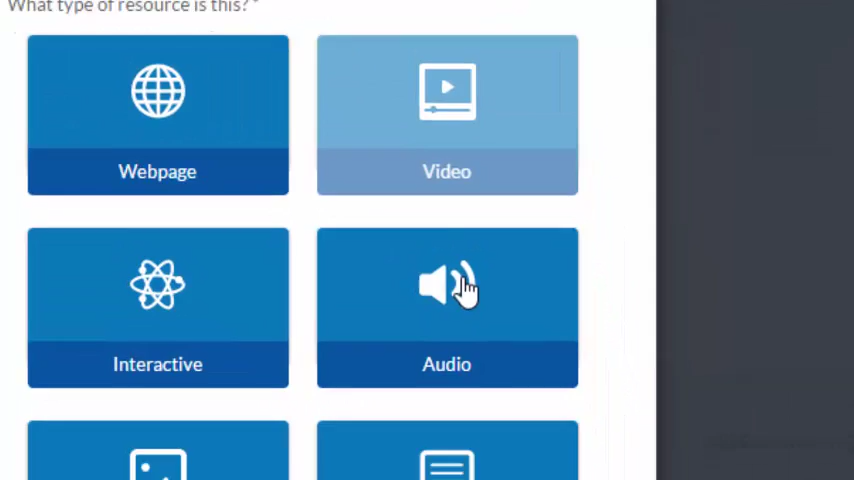 What type of resource is this? *
Webpage
Video
Interactive
Audio